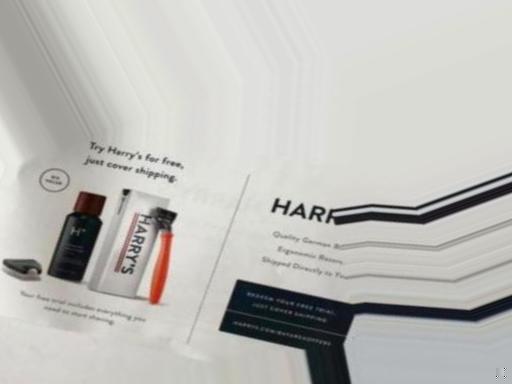 Try Harry's for free,
just cover shipping.
H'
HARRY'S
Your free trial includes everything you
need to start shaving.
HARR
Quality German
Ergonomic Razors.
Shipped Directly to You
REDEEM YOUR FREE TRIAL,
JUST COVER SHIPPING.